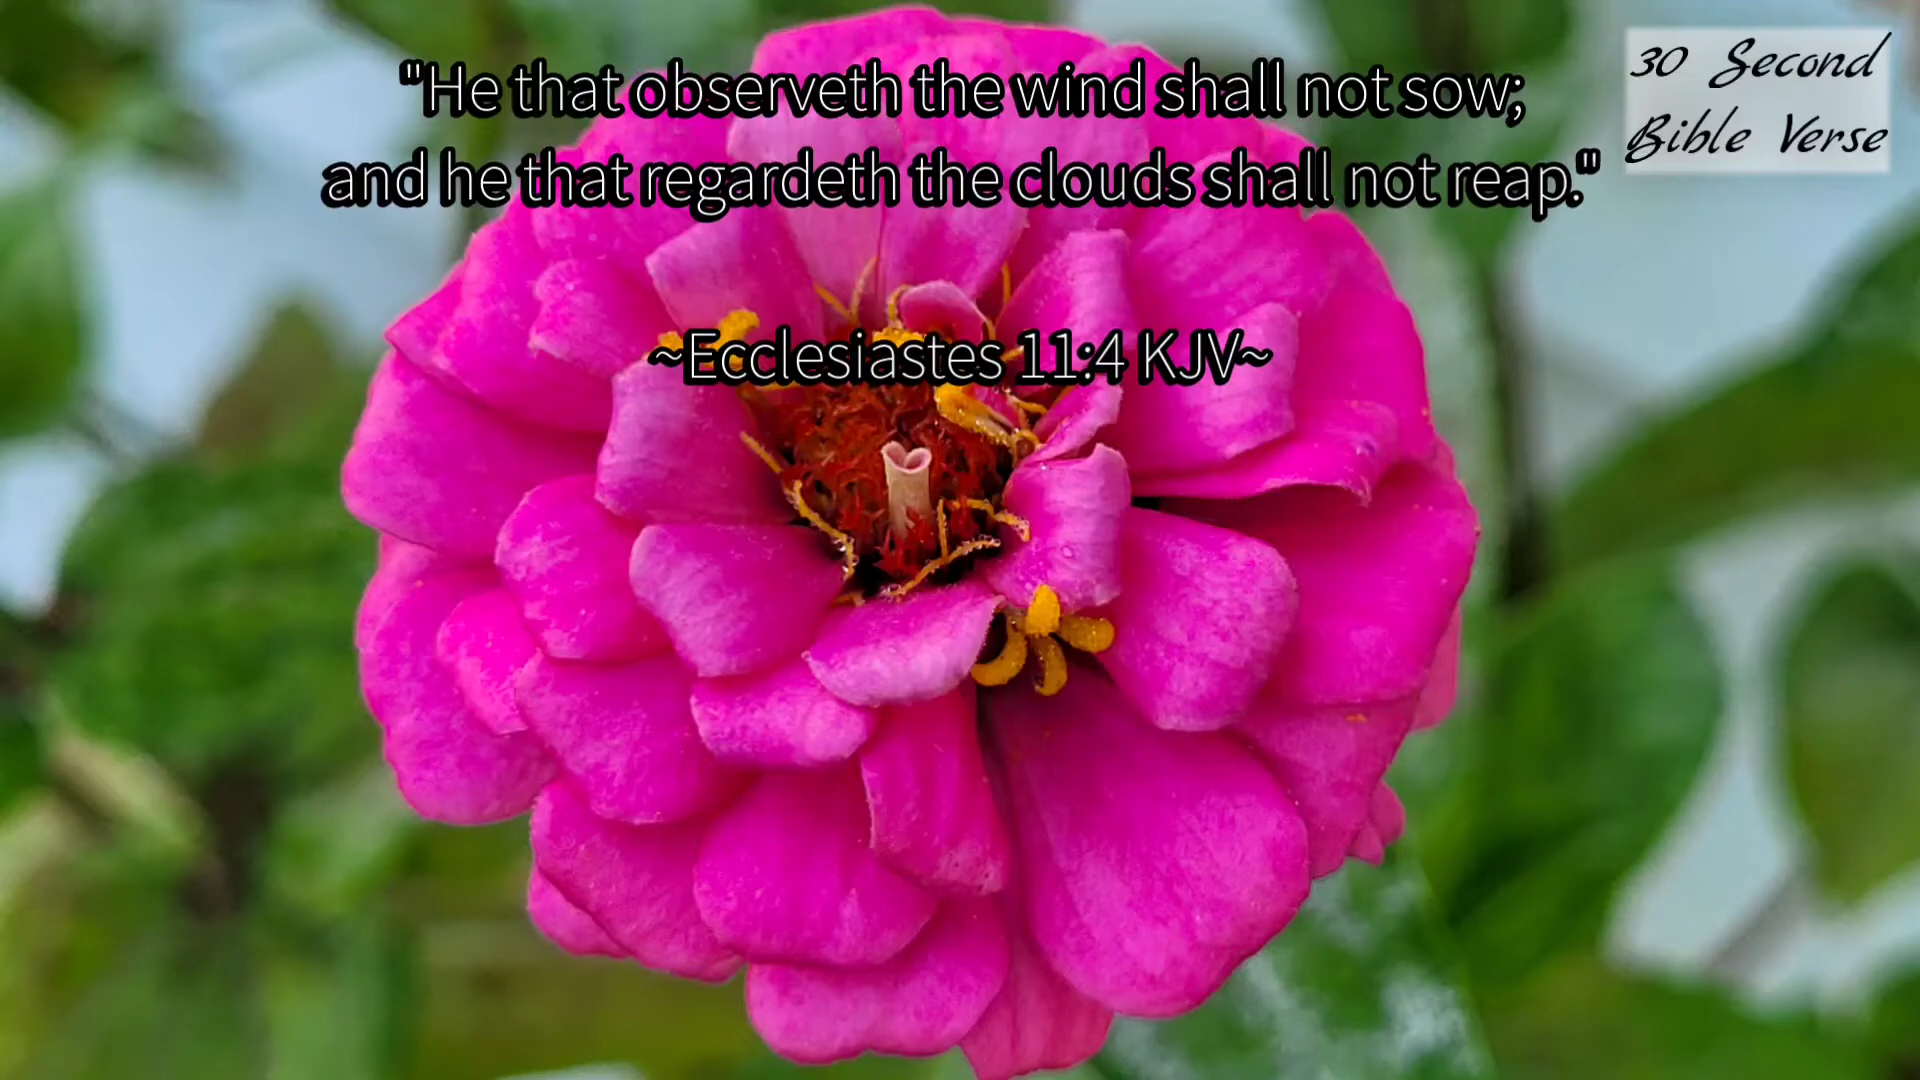 "He that observeth the wind shall not sow;
and he that regardeth the clouds shall not reap."
~Ecclesiastes 11:4 KJV~
30 Second
Bible Verse